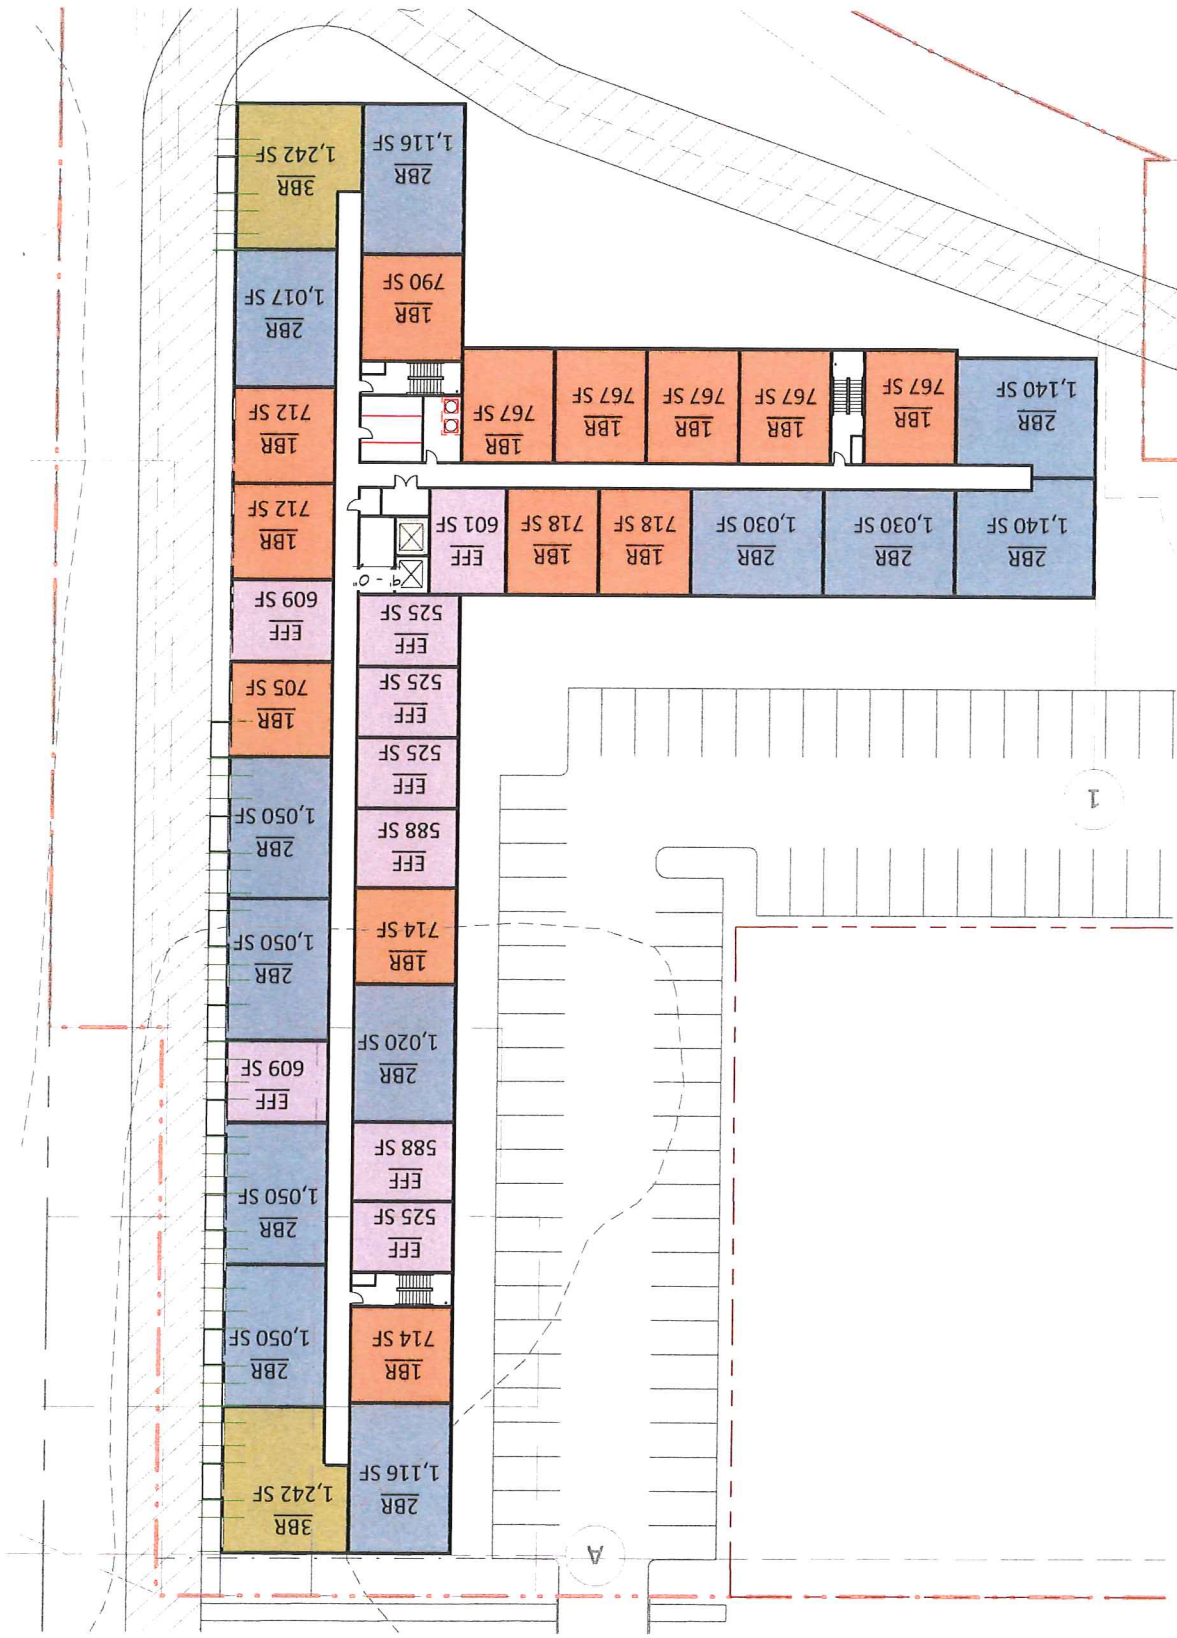 A
2BR
1,116 SF
3BR
1,242 SF
1BR
714 SF
2BR
1,050 SF
EFF
525 SF
EFF
588 SF
2BR
1,050 SF
EFF
609 SF
2BR
1,020 SF
1BR
714 SF
2BR
1,050 SF
EFF
588 SF
2BR
1,050 SF
1
EFF
525 SF
EFF
525 SF
1BR
705 SF
EFF
525 SF
EFF
609 SF
9' - 0"
2BR
1,140 SF
2BR
1,030 SF
2BR
1,030 SF
1BR
718 SF
1BR
718 SF
EFF
601 SF
1BR
712 SF
2BR
1,140 SF
1BR
767 SF
1BR
767 SF
1BR
767 SF
1BR
767 SF
1BR
767 SF
1BR
712 SF
1BR
790 SF
2BR
1,017 SF
2BR
1,116 SF
3BR
1,242 SF